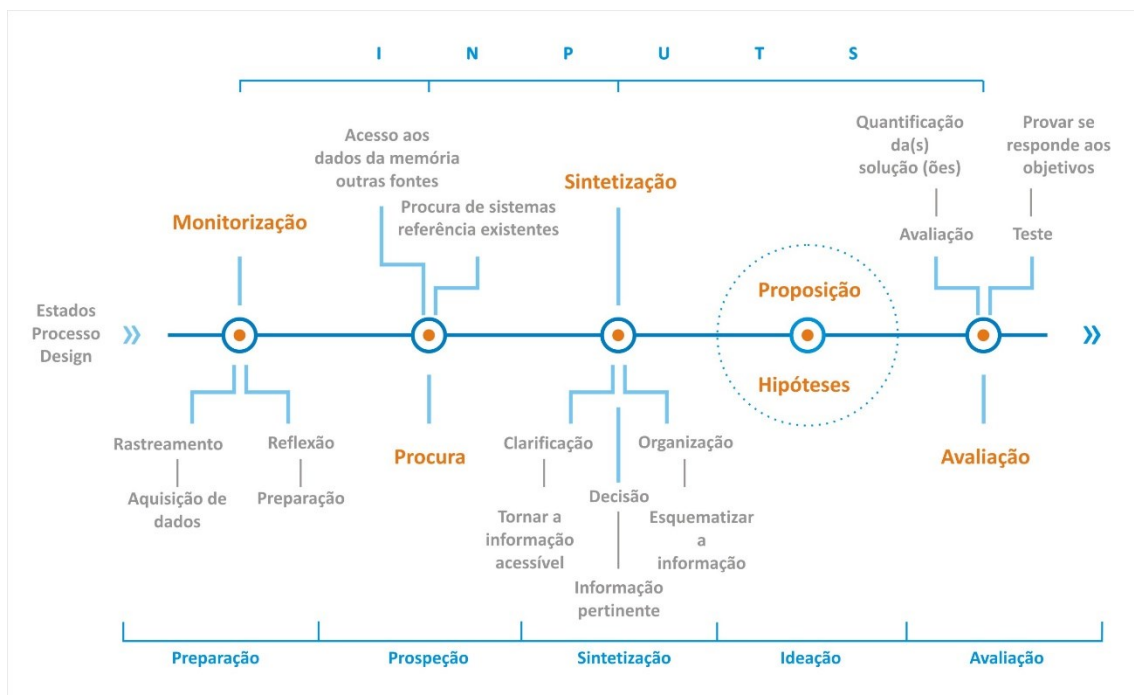 I N P U T S
Acesso aos
dados da memória
outras fontes
Procura de sistemas
referência existentes
Quantificação
da(s)
solução (ões)
Provar se
responde aos
objetivos
Monitorização
Sintetização
Avaliação
Teste
Estados
Processo
Design
Proposição
Hipóteses
Rastreamento
Aquisição de
dados
Reflexão
Preparação
Procura
Clarificação
Tornar a
informação
acessível
Decisão
Informação
pertinente
Organização
Esquematizar
a
informação
Avaliação
Preparação
Prospeção
Sintetização
Ideação
Avaliação